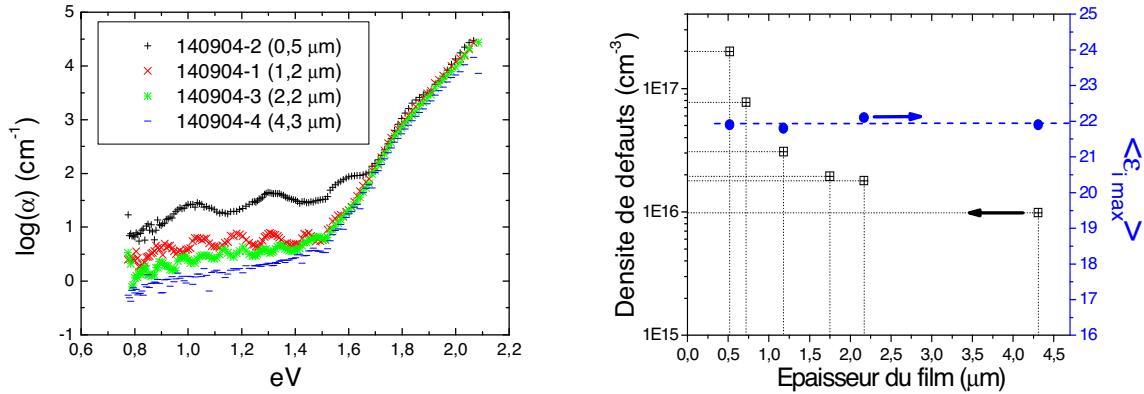 140904-2 (0,5 µm)
140904-1 (1,2 µm)
140904-3 (2,2 µm)
140904-4 (4,3 µm)
5
4
3
2
1
0
-1
log(α) (cm⁻¹)
0,6 0,8 1,0 1,2 1,4 1,6 1,8 2,0 2,2
eV
1E17
1E16
1E15
Densite de defauts (cm⁻³)
25
24
23
22
21
20
19
18
17
16
<ε i max>
0,0 0,5 1,0 1,5 2,0 2,5 3,0 3,5 4,0 4,5
Epaisseur du film (µm)